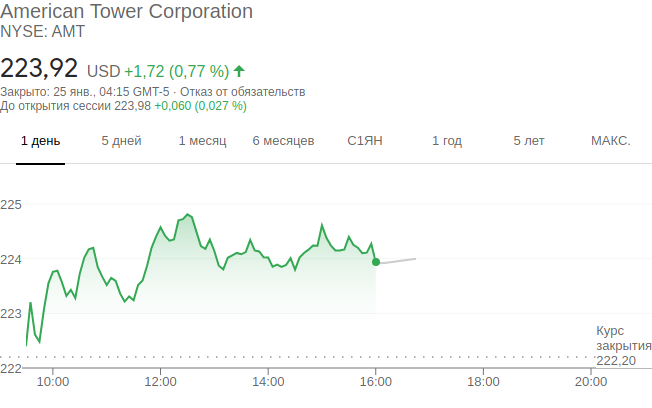 American Tower Corporation
NYSE: AMT
223,92 USD +1,72 (0,77 %)
Закрыто: 25 янв., 04:15 GMT-5 · Отказ от обязательств
До открытия сессии 223,98 +0,060 (0,027 %)
1 день 5 дней 1 месяц 6 месяцев С1ЯН 1 год 5 лет МАКС.
225
224
223
Курс
закрытия
222,20
222
10:00 12:00 14:00 16:00 18:00 20:00